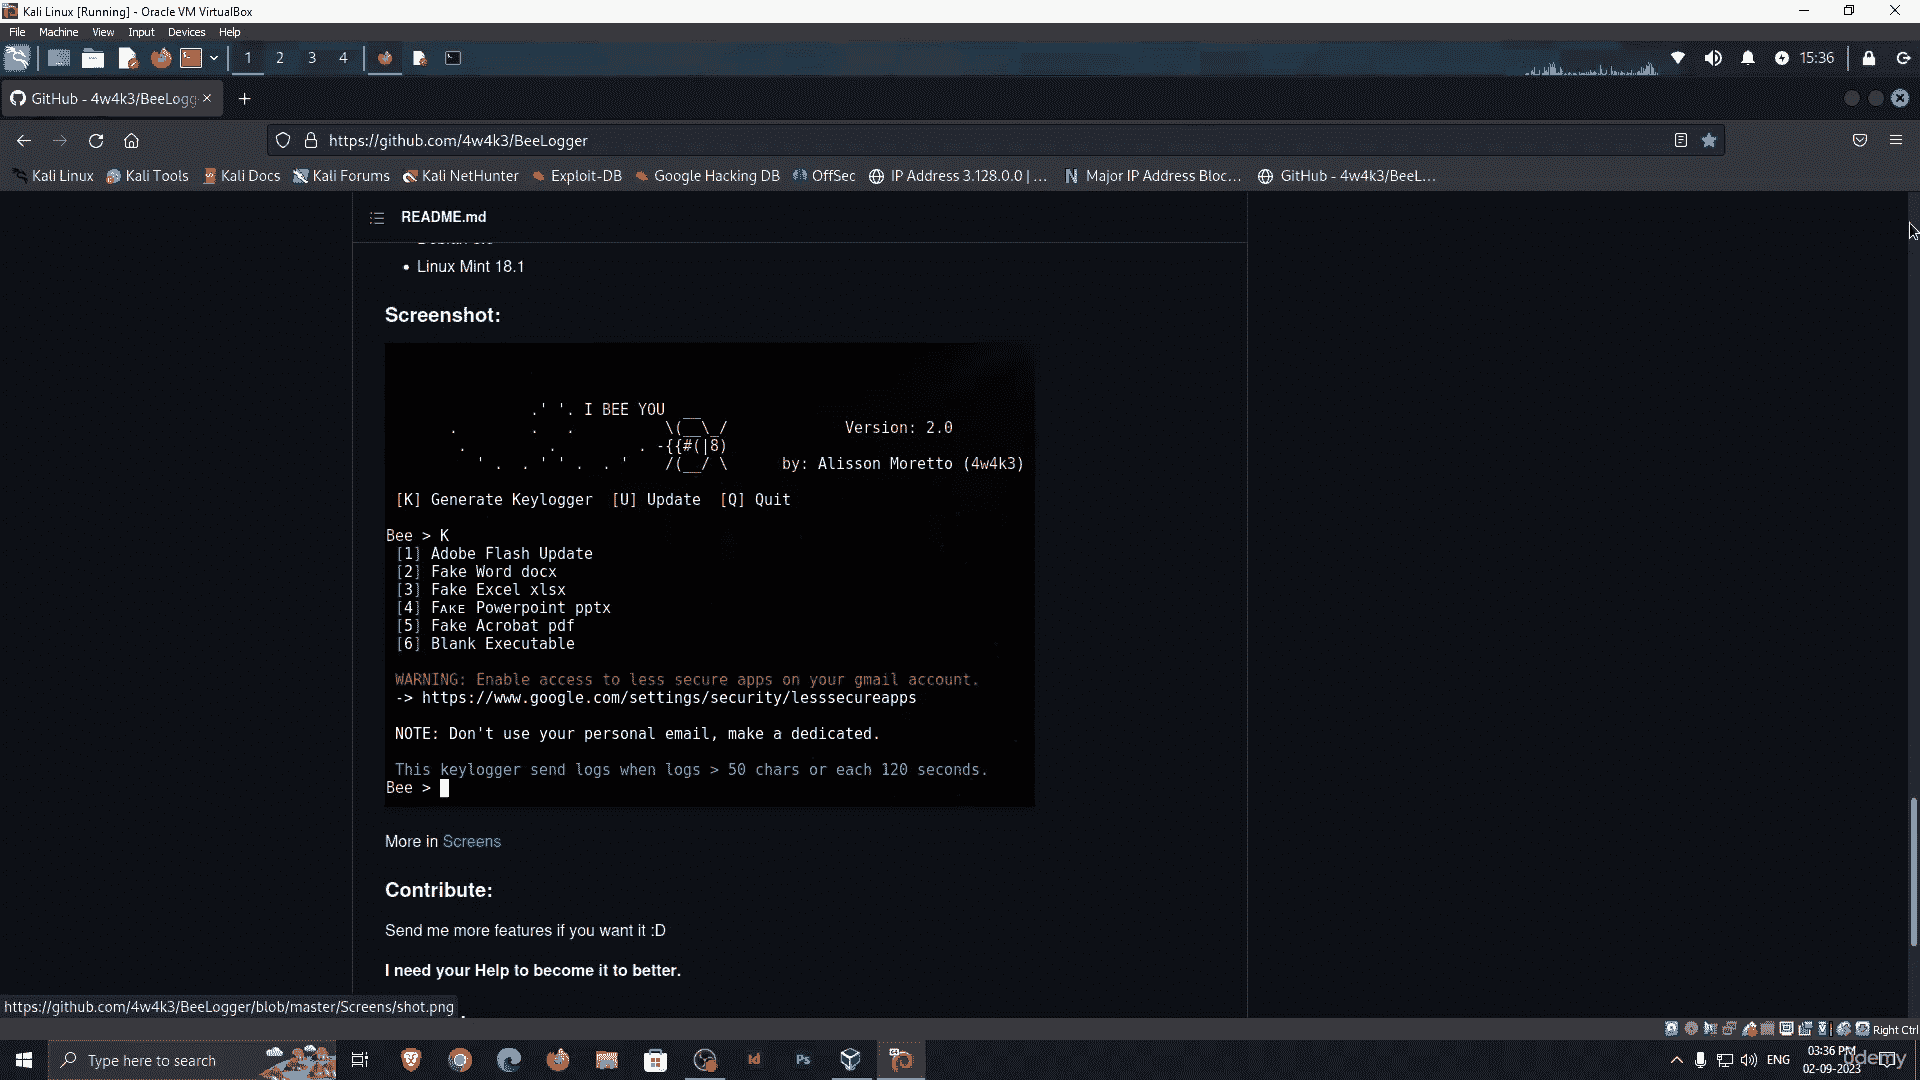 Kali Linux [Running] - Oracle VM VirtualBox
File Machine View Input Devices Help
1 2 3 4 15:36
GitHub - 4w4k3/BeeLogg
https://github.com/4w4k3/BeeLogger
Kali Linux Kali Tools Kali Docs Kali Forums Kali NetHunter Exploit-DB Google Hacking DB OffSec IP Address 3.128.0.0 | ... Major IP Address Bloc... GitHub - 4w4k3/BeeL...
README.md
• Linux Mint 18.1
Screenshot:
.' '. I BEE YOU __
. . . \(__\_/ Version: 2.0
. . . -{{#(|8)
' . . ' ' . . ' /(__/ \ by: Alisson Moretto (4w4k3)
[K] Generate Keylogger [U] Update [Q] Quit
Bee > K
[1] Adobe Flash Update
[2] Fake Word docx
[3] Fake Excel xlsx
[4] Fᴀᴋᴇ Powerpoint pptx
[5] Fake Acrobat pdf
[6] Blank Executable
WARNING: Enable access to less secure apps on your gmail account.
-> https://www.google.com/settings/security/lesssecureapps
NOTE: Don't use your personal email, make a dedicated.
This keylogger send logs when logs > 50 chars or each 120 seconds.
Bee >
More in Screens
Contribute:
Send me more features if you want it :D
I need your Help to become it to better.
https://github.com/4w4k3/BeeLogger/blob/master/Screens/shot.png
Right Ctrl
Type here to search
Id Ps
ENG
03:36 PM
02-09-2023
udemy